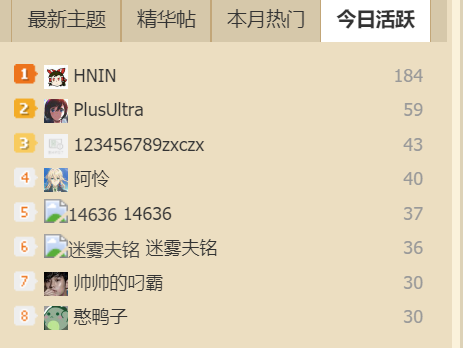 最新主题 精华帖 本月热门 今日活跃
1 HNIN 184
2 PlusUltra 59
3 123456789zxczx 43
4 阿怜 40
5 14636 14636 37
6 迷雾夫铭 迷雾夫铭 36
7 帅帅的叼霸 30
8 憨鸭子 30